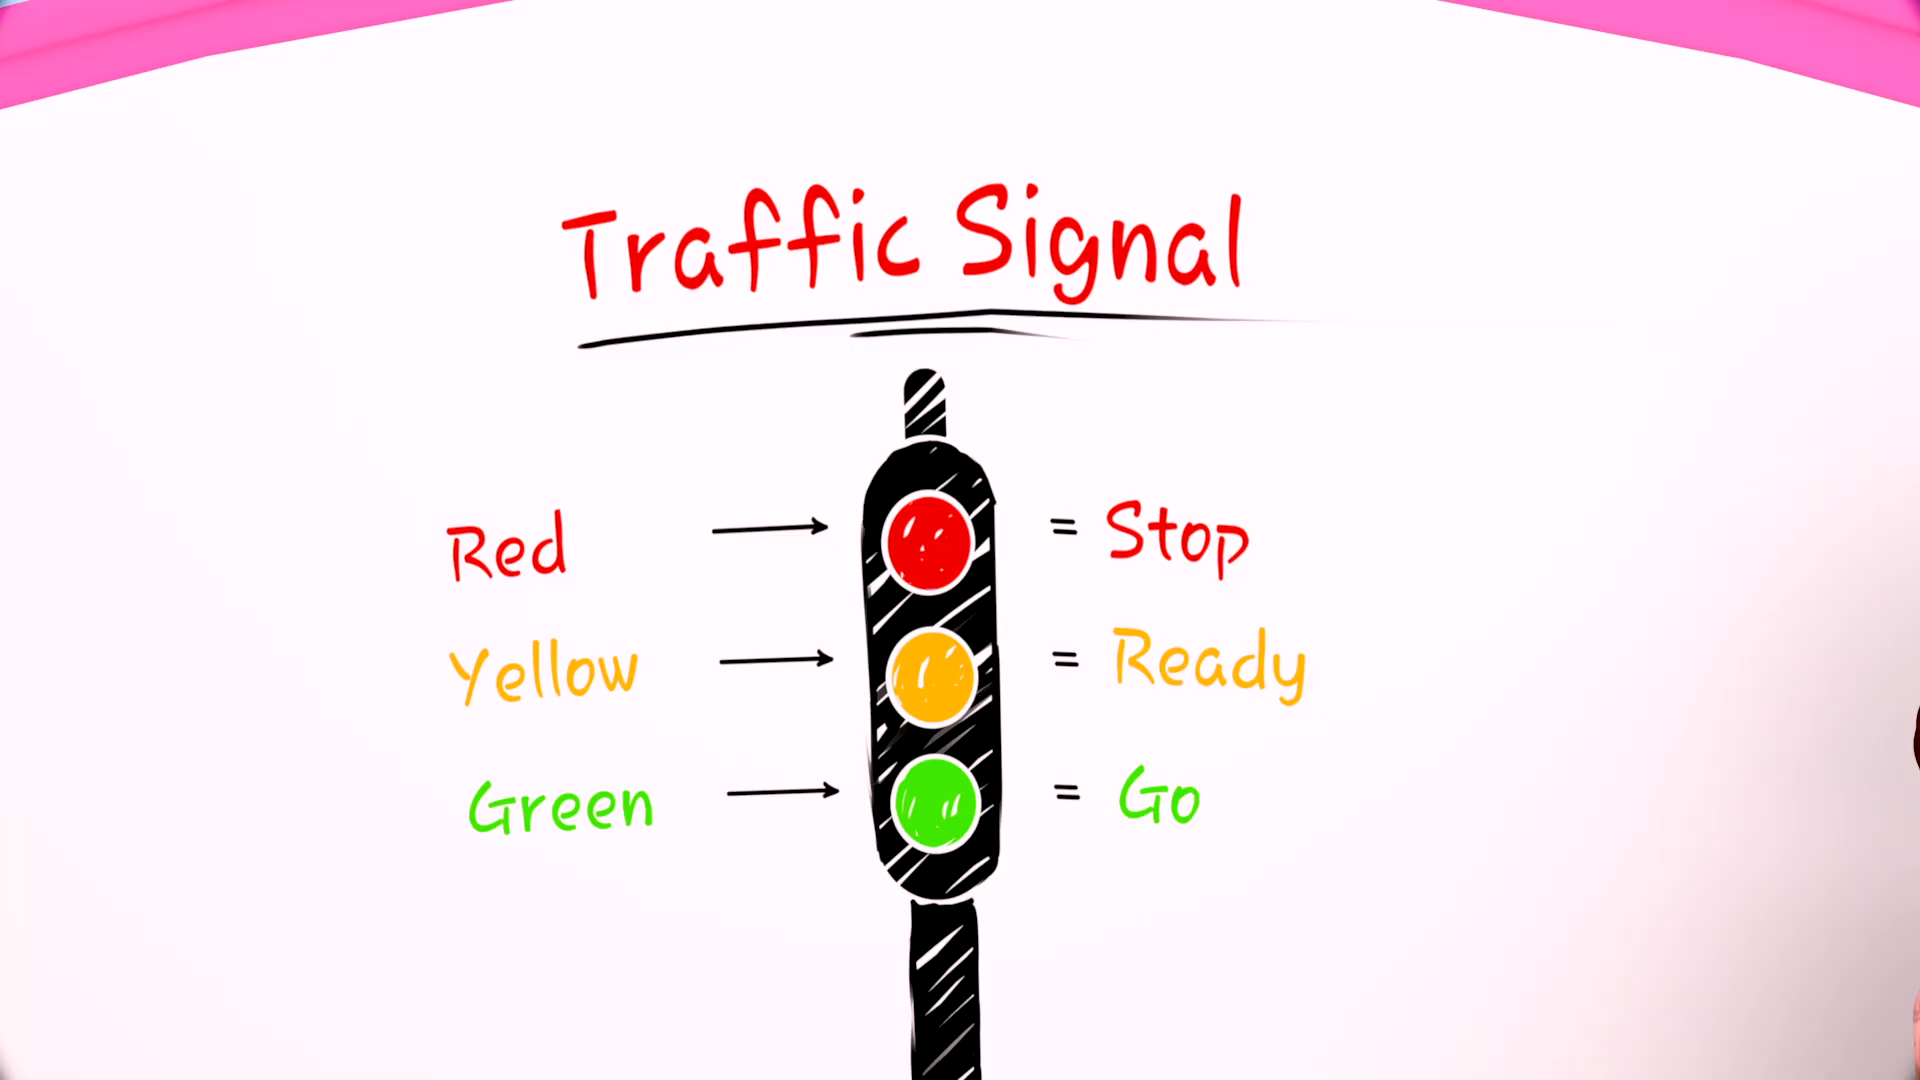 Traffic Signal
Red = Stop
Yellow = Ready
Green = Go